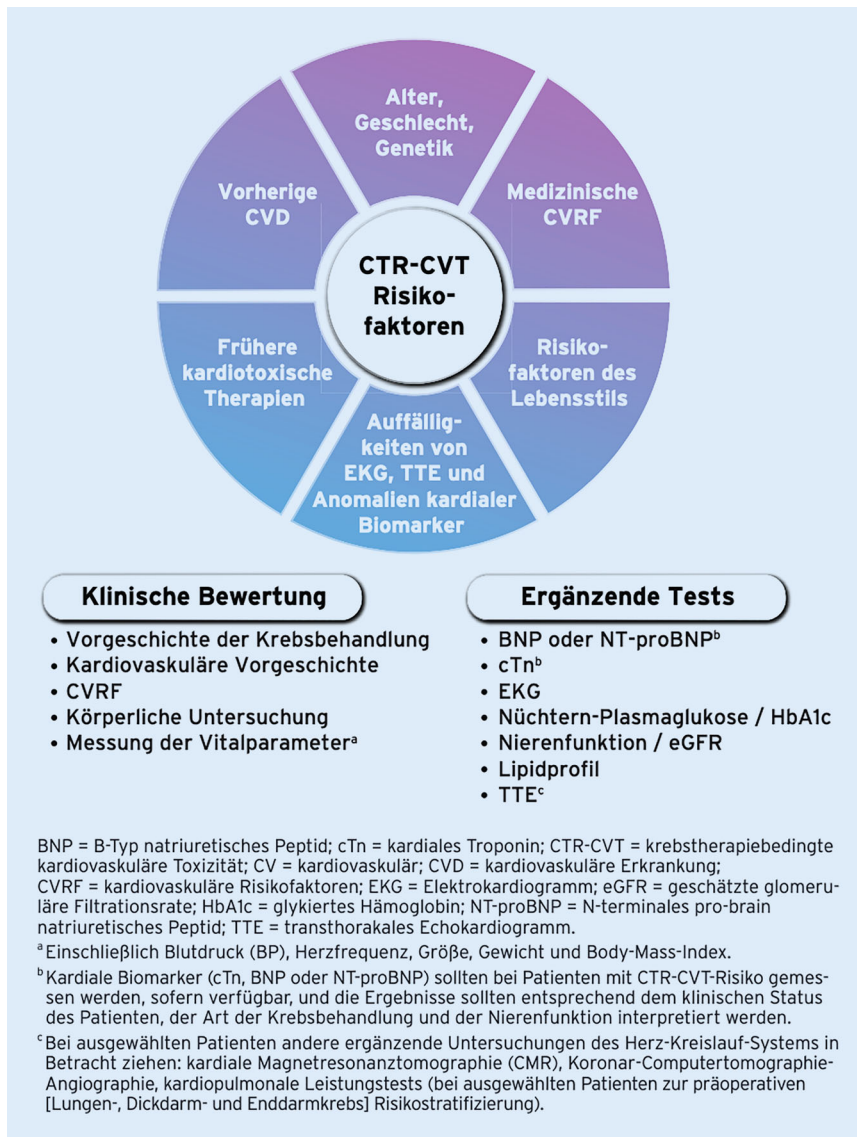 Alter,
Geschlecht,
Genetik
Vorherige
CVD
Medizinische
CVRF
CTR-CVT
Risiko-
faktoren
Frühere
kardiotoxische
Therapien
Risiko-
faktoren des
Lebensstils
Auffällig-
keiten von
EKG, TTE und
Anomalien kardialer
Biomarker
Klinische Bewertung
• Vorgeschichte der Krebsbehandlung
• Kardiovaskuläre Vorgeschichte
• CVRF
• Körperliche Untersuchung
• Messung der Vitalparameterᵃ
Ergänzende Tests
• BNP oder NT-proBNPᵇ
• cTnᵇ
• EKG
• Nüchtern-Plasmaglukose / HbA1c
• Nierenfunktion / eGFR
• Lipidprofil
• TTEᶜ
BNP = B-Typ natriuretisches Peptid; cTn = kardiales Troponin; CTR-CVT = krebstherapiebedingte
kardiovaskuläre Toxizität; CV = kardiovaskulär; CVD = kardiovaskuläre Erkrankung;
CVRF = kardiovaskuläre Risikofaktoren; EKG = Elektrokardiogramm; eGFR = geschätzte glomeru-
läre Filtrationsrate; HbA1c = glykiertes Hämoglobin; NT-proBNP = N-terminales pro-brain
natriuretisches Peptid; TTE = transthorakales Echokardiogramm.
ᵃ Einschließlich Blutdruck (BP), Herzfrequenz, Größe, Gewicht und Body-Mass-Index.
ᵇ Kardiale Biomarker (cTn, BNP oder NT-proBNP) sollten bei Patienten mit CTR-CVT-Risiko gemes-
sen werden, sofern verfügbar, und die Ergebnisse sollten entsprechend dem klinischen Status
des Patienten, der Art der Krebsbehandlung und der Nierenfunktion interpretiert werden.
ᶜ Bei ausgewählten Patienten andere ergänzende Untersuchungen des Herz-Kreislauf-Systems in
Betracht ziehen: kardiale Magnetresonanztomographie (CMR), Koronar-Computertomographie-
Angiographie, kardiopulmonale Leistungstests (bei ausgewählten Patienten zur präoperativen
[Lungen-, Dickdarm- und Enddarmkrebs] Risikostratifizierung).